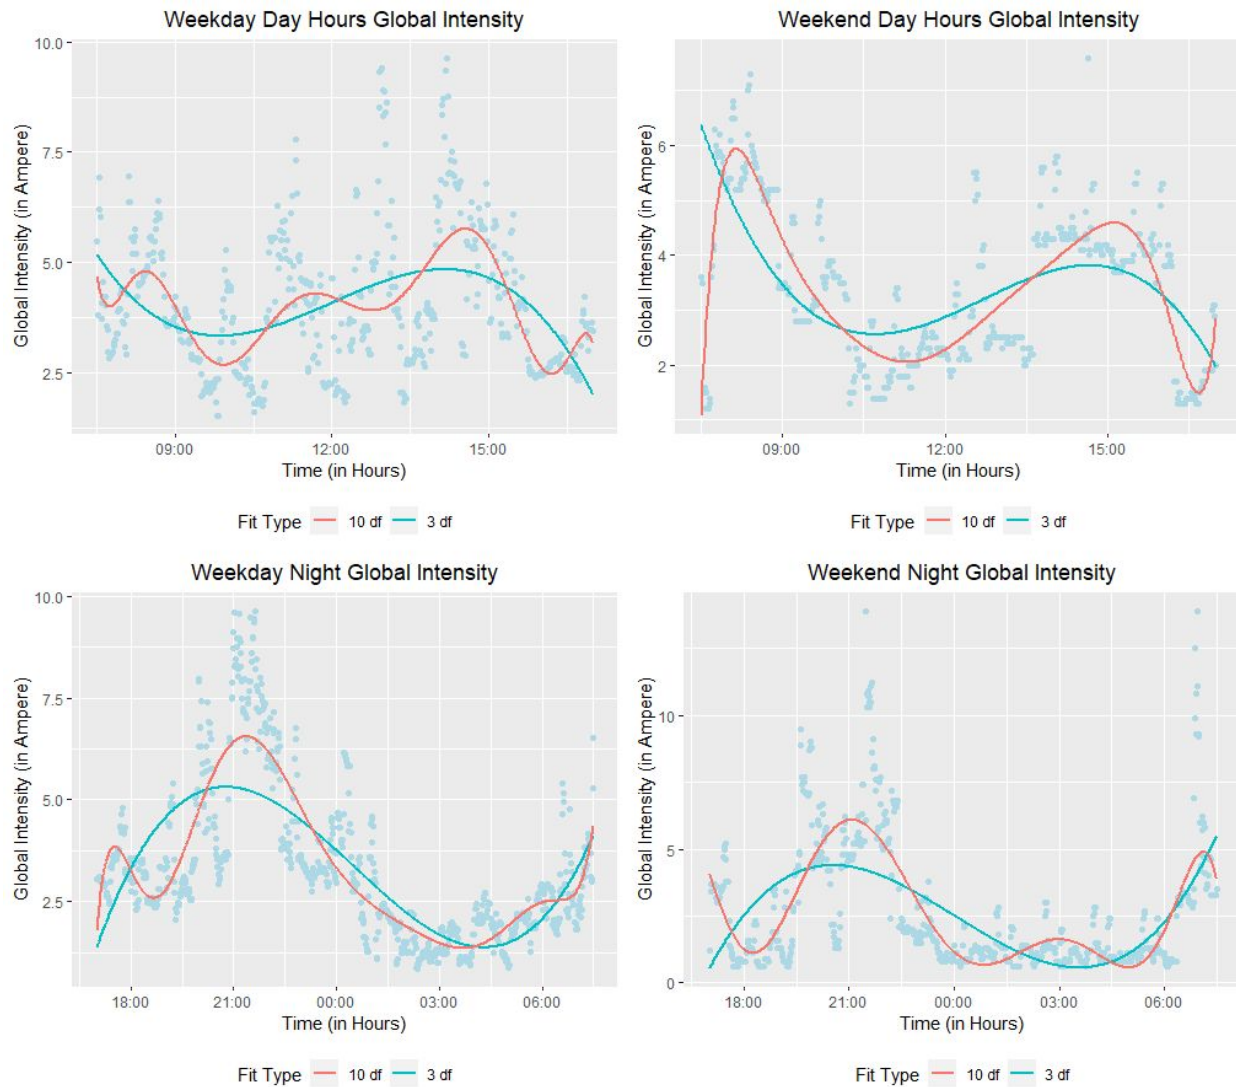 Weekday Day Hours Global Intensity
Global Intensity (in Ampere)
10.0
7.5
5.0
2.5
09:00 12:00 15:00
Time (in Hours)
Fit Type 10 df 3 df
Weekend Day Hours Global Intensity
Global Intensity (in Ampere)
6
4
2
09:00 12:00 15:00
Time (in Hours)
Fit Type 10 df 3 df
Weekday Night Global Intensity
Global Intensity (in Ampere)
10.0
7.5
5.0
2.5
18:00 21:00 00:00 03:00 06:00
Time (in Hours)
Fit Type 10 df 3 df
Weekend Night Global Intensity
Global Intensity (in Ampere)
10
5
0
18:00 21:00 00:00 03:00 06:00
Time (in Hours)
Fit Type 10 df 3 df